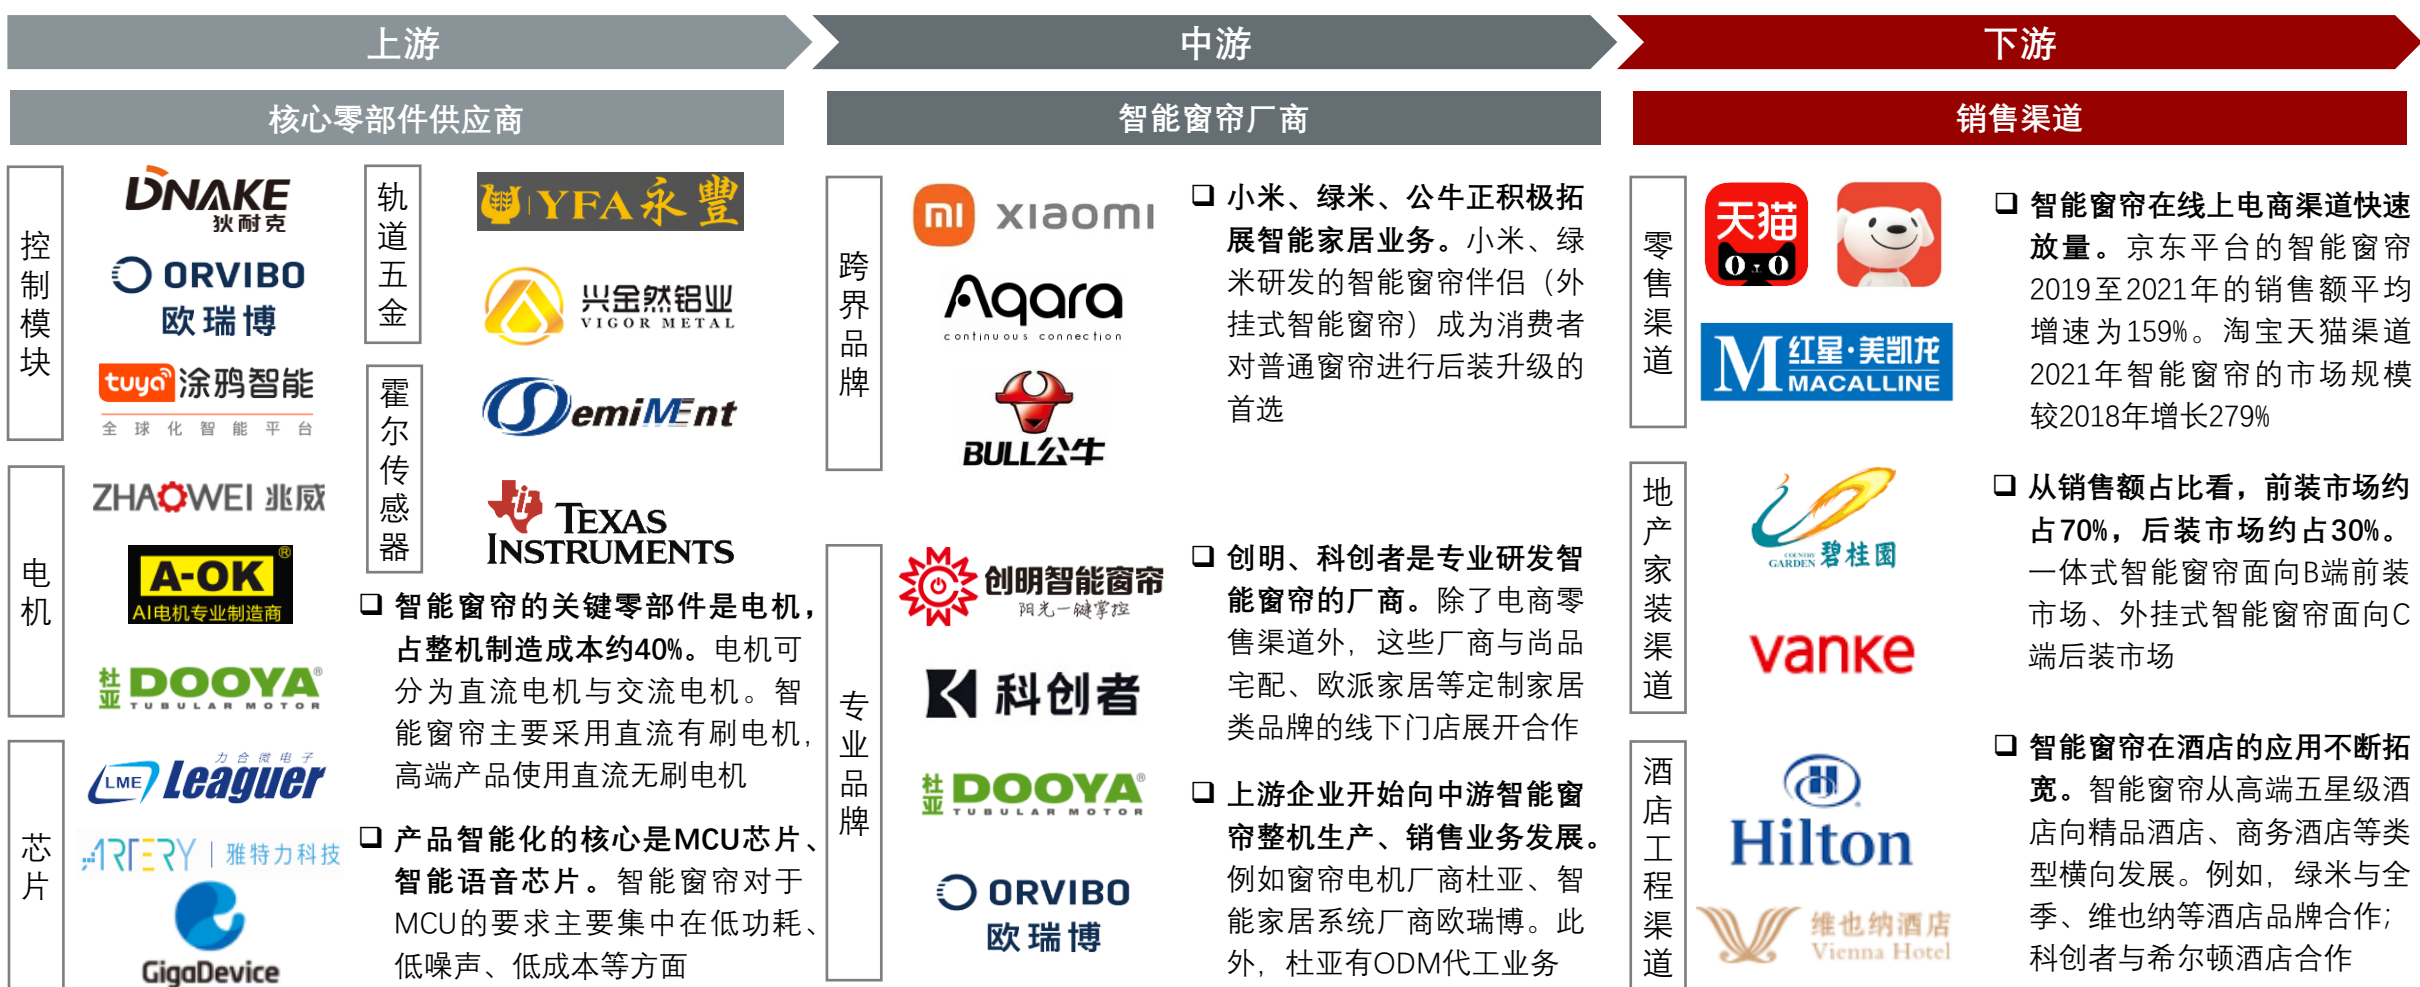 上游
中游
下游
核心零部件供应商
智能窗帘厂商
销售渠道
控制模块
DNAKE
狄耐克
ORVIBO
欧瑞博
tuya 涂鸦智能
全球化智能平台
电机
ZHAOWEI 兆威
A-OK®
AI电机专业制造商
杜亚 DOOYA®
TUBULAR MOTOR
芯片
力合微电子
LME Leaguer
ARTERY | 雅特力科技
GigaDevice
轨道五金
YFA永豐
兴金然铝业
VIGOR METAL
霍尔传感器
SemiMEnt
TEXAS
INSTRUMENTS
❑ 智能窗帘的关键零部件是电机，
占整机制造成本约40%。电机可
分为直流电机与交流电机。智
能窗帘主要采用直流有刷电机，
高端产品使用直流无刷电机
❑ 产品智能化的核心是MCU芯片、
智能语音芯片。智能窗帘对于
MCU的要求主要集中在低功耗、
低噪声、低成本等方面
跨界品牌
mi xiaomi
Aqara
continuous connection
BULL公牛
❑ 小米、绿米、公牛正积极拓
展智能家居业务。小米、绿
米研发的智能窗帘伴侣（外
挂式智能窗帘）成为消费者
对普通窗帘进行后装升级的
首选
专业品牌
创明智能窗帘
阳光一键掌控
科创者
杜亚 DOOYA®
TUBULAR MOTOR
ORVIBO
欧瑞博
❑ 创明、科创者是专业研发智
能窗帘的厂商。除了电商零
售渠道外，这些厂商与尚品
宅配、欧派家居等定制家居
类品牌的线下门店展开合作
❑ 上游企业开始向中游智能窗
帘整机生产、销售业务发展。
例如窗帘电机厂商杜亚、智
能家居系统厂商欧瑞博。此
外，杜亚有ODM代工业务
零售渠道
天猫
M 红星·美凯龙
MACALLINE
❑ 智能窗帘在线上电商渠道快速
放量。京东平台的智能窗帘
2019至2021年的销售额平均
增速为159%。淘宝天猫渠道
2021年智能窗帘的市场规模
较2018年增长279%
地产家装渠道
COUNTRY
GARDEN 碧桂園
vanke
❑ 从销售额占比看，前装市场约
占70%，后装市场约占30%。
一体式智能窗帘面向B端前装
市场、外挂式智能窗帘面向C
端后装市场
酒店工程渠道
Hilton
维也纳酒店
Vienna Hotel
❑ 智能窗帘在酒店的应用不断拓
宽。智能窗帘从高端五星级酒
店向精品酒店、商务酒店等类
型横向发展。例如，绿米与全
季、维也纳等酒店品牌合作；
科创者与希尔顿酒店合作